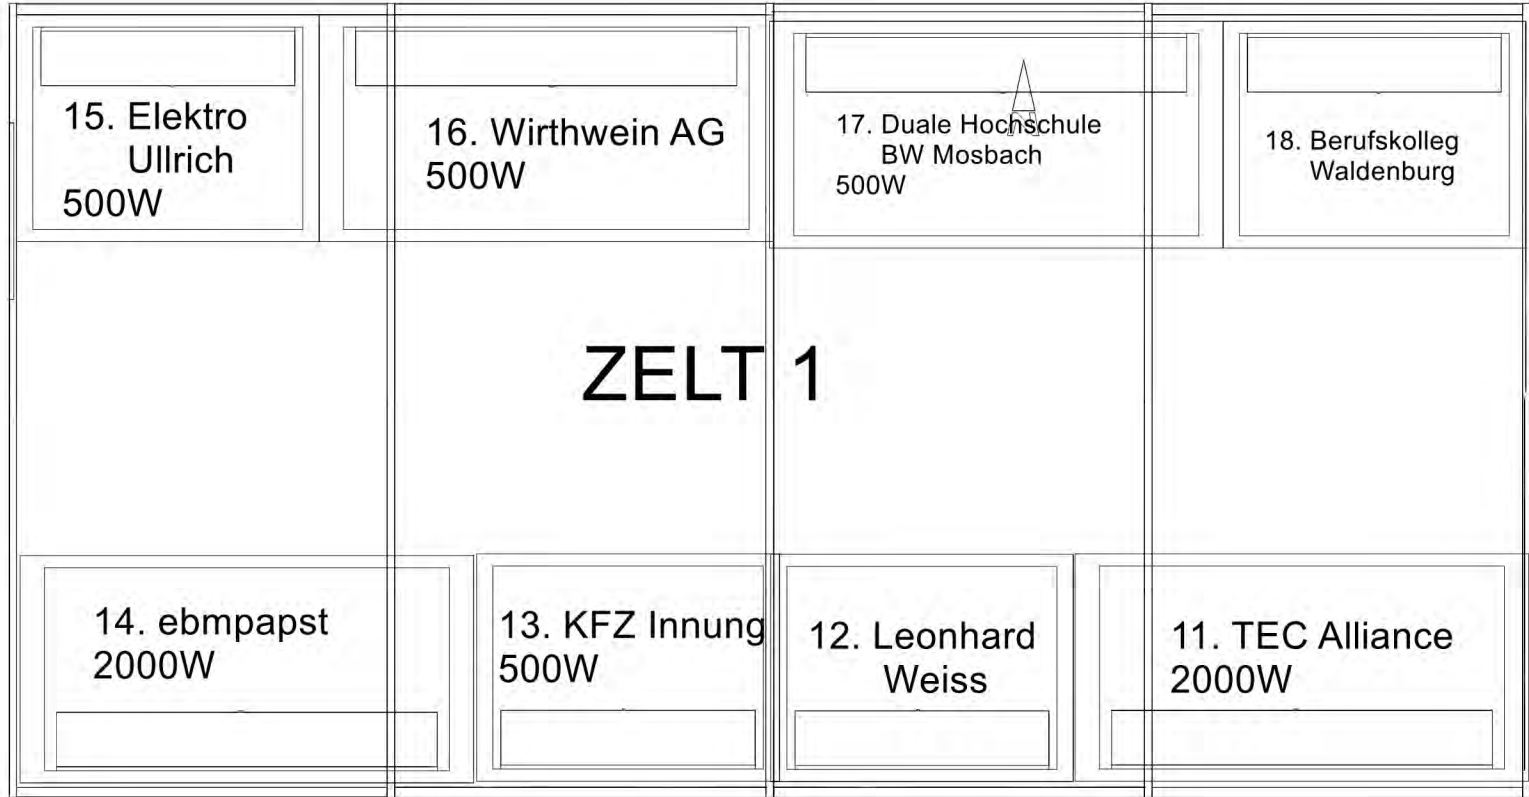 15. Elektro
Ullrich
500W
16. Wirthwein AG
500W
17. Duale Hochschule
BW Mosbach
500W
N
18. Berufskolleg
Waldenburg
ZELT 1
14. ebmpapst
2000W
13. KFZ Innung
500W
12. Leonhard
Weiss
11. TEC Alliance
2000W